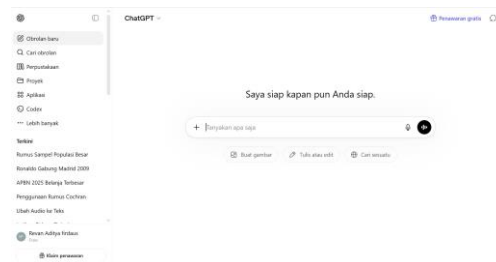 ChatGPT
Penawaran gratis
Obrolan baru
Cari obrolan
Perpustakaan
Proyek
Aplikasi
Codex
Lebih banyak
Terkini
Rumus Sampel Populasi Besar
Ronaldo Gabung Madrid 2009
APBN 2025 Belanja Terbesar
Penggunaan Rumus Cochran
Ubah Audio ke Teks
Revan Aditya firdaus
Klaim penawaran
Saya siap kapan pun Anda siap.
Tanyakan apa saja
Buat gambar
Tulis atau edit
Cari sesuatu